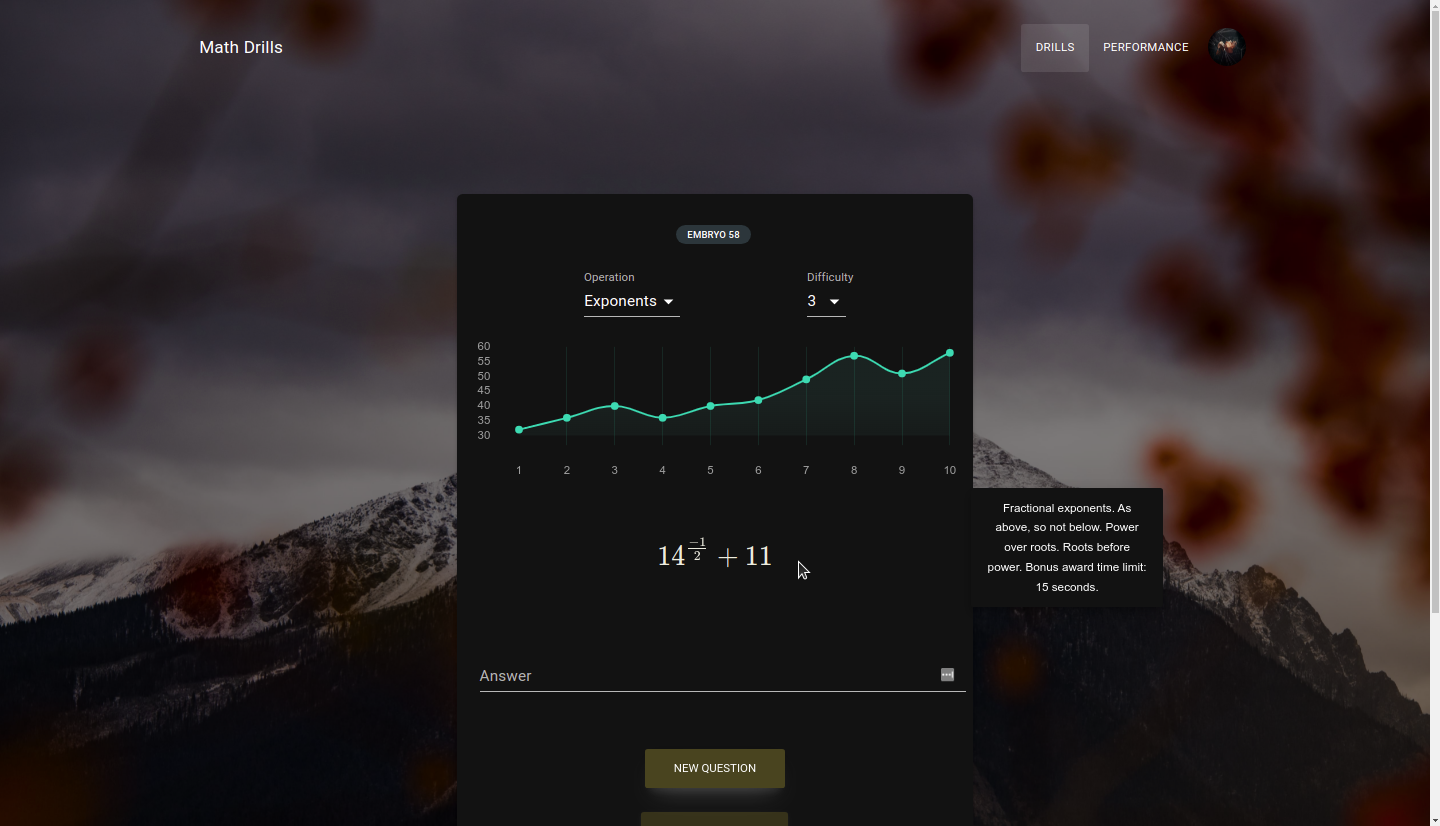 Math Drills
DRILLS
PERFORMANCE
EMBRYO 58
Operation
Difficulty
Exponents
3
60
55
50
45
40
35
30
1 2 3 4 5 6 7 8 9 10
Fractional exponents. As
above, so not below. Power
over roots. Roots before
power. Bonus award time limit:
15 seconds.
14^{\frac{-1}{2}} + 11
Answer
NEW QUESTION